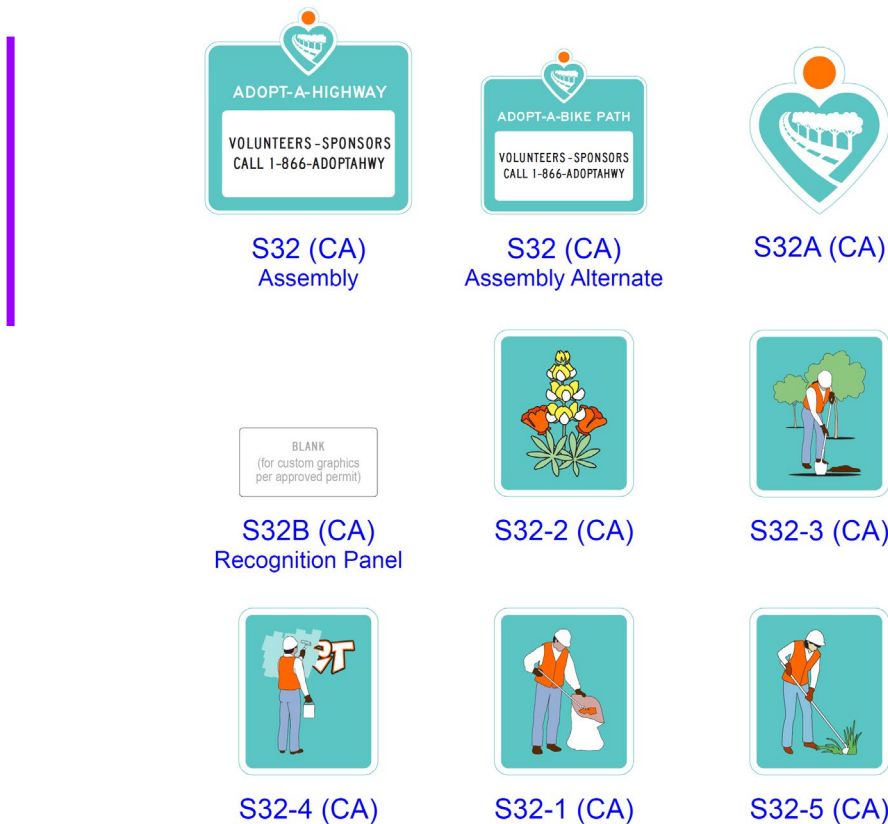 ADOPT-A-HIGHWAY
VOLUNTEERS-SPONSORS
CALL 1-866-ADOPTAHWY
S32 (CA)
Assembly
ADOPT-A-BIKE PATH
VOLUNTEERS-SPONSORS
CALL 1-866-ADOPTAHWY
S32 (CA)
Assembly Alternate
S32A (CA)
BLANK
(for custom graphics
per approved permit)
S32B (CA)
Recognition Panel
S32-2 (CA)
S32-3 (CA)
S32-4 (CA)
S32-1 (CA)
S32-5 (CA)